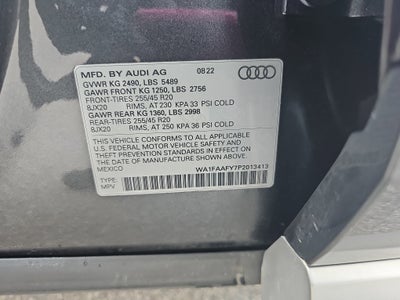 MFD. BY AUDI AG 08.22
GVWR KG 2490, LBS 5489
GAWR FRONT KG 1250, LBS 2756
FRONT-TIRES 255/45 R20
8JX20 RIMS, AT 230 KPA 33 PSI COLD
GAWR REAR KG 1360, LBS 2998
REAR-TIRES 255/45 R20
8JX20 RIMS, AT 250 KPA 36 PSI COLD
THIS VEHICLE CONFORMS TO ALL APPLICABLE
U.S. FEDERAL MOTOR VEHICLE SAFETY AND
THEFT PREVENTION STANDARDS IN EFFECT ON
THE DATE OF MANUFACTURE SHOWN ABOVE.
MEXICO WA1FAAFY7P2013413
TYPE:
MPV